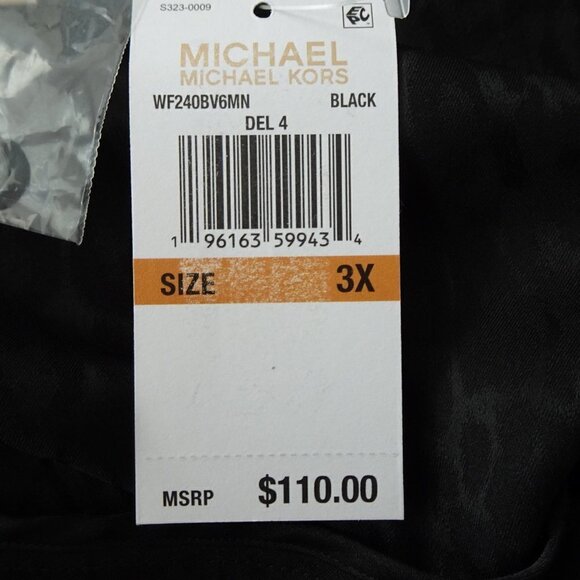 S323-0009
MICHAEL
MICHAEL KORS
WF240BV6MN BLACK
DEL 4
1 96163 59943 4
SIZE 3X
MSRP $110.00